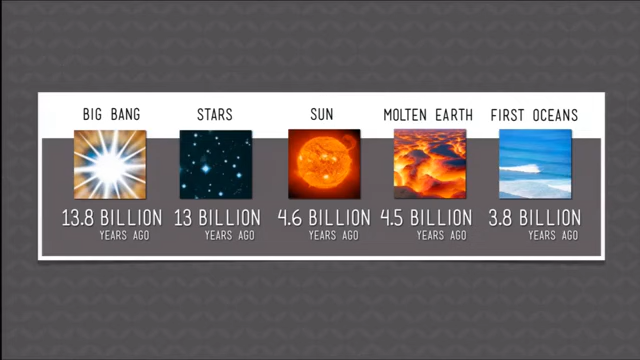 BIG BANG
STARS
SUN
MOLTEN EARTH
FIRST OCEANS
13.8 BILLION
YEARS AGO
13 BILLION
YEARS AGO
4.6 BILLION
YEARS AGO
4.5 BILLION
YEARS AGO
3.8 BILLION
YEARS AGO